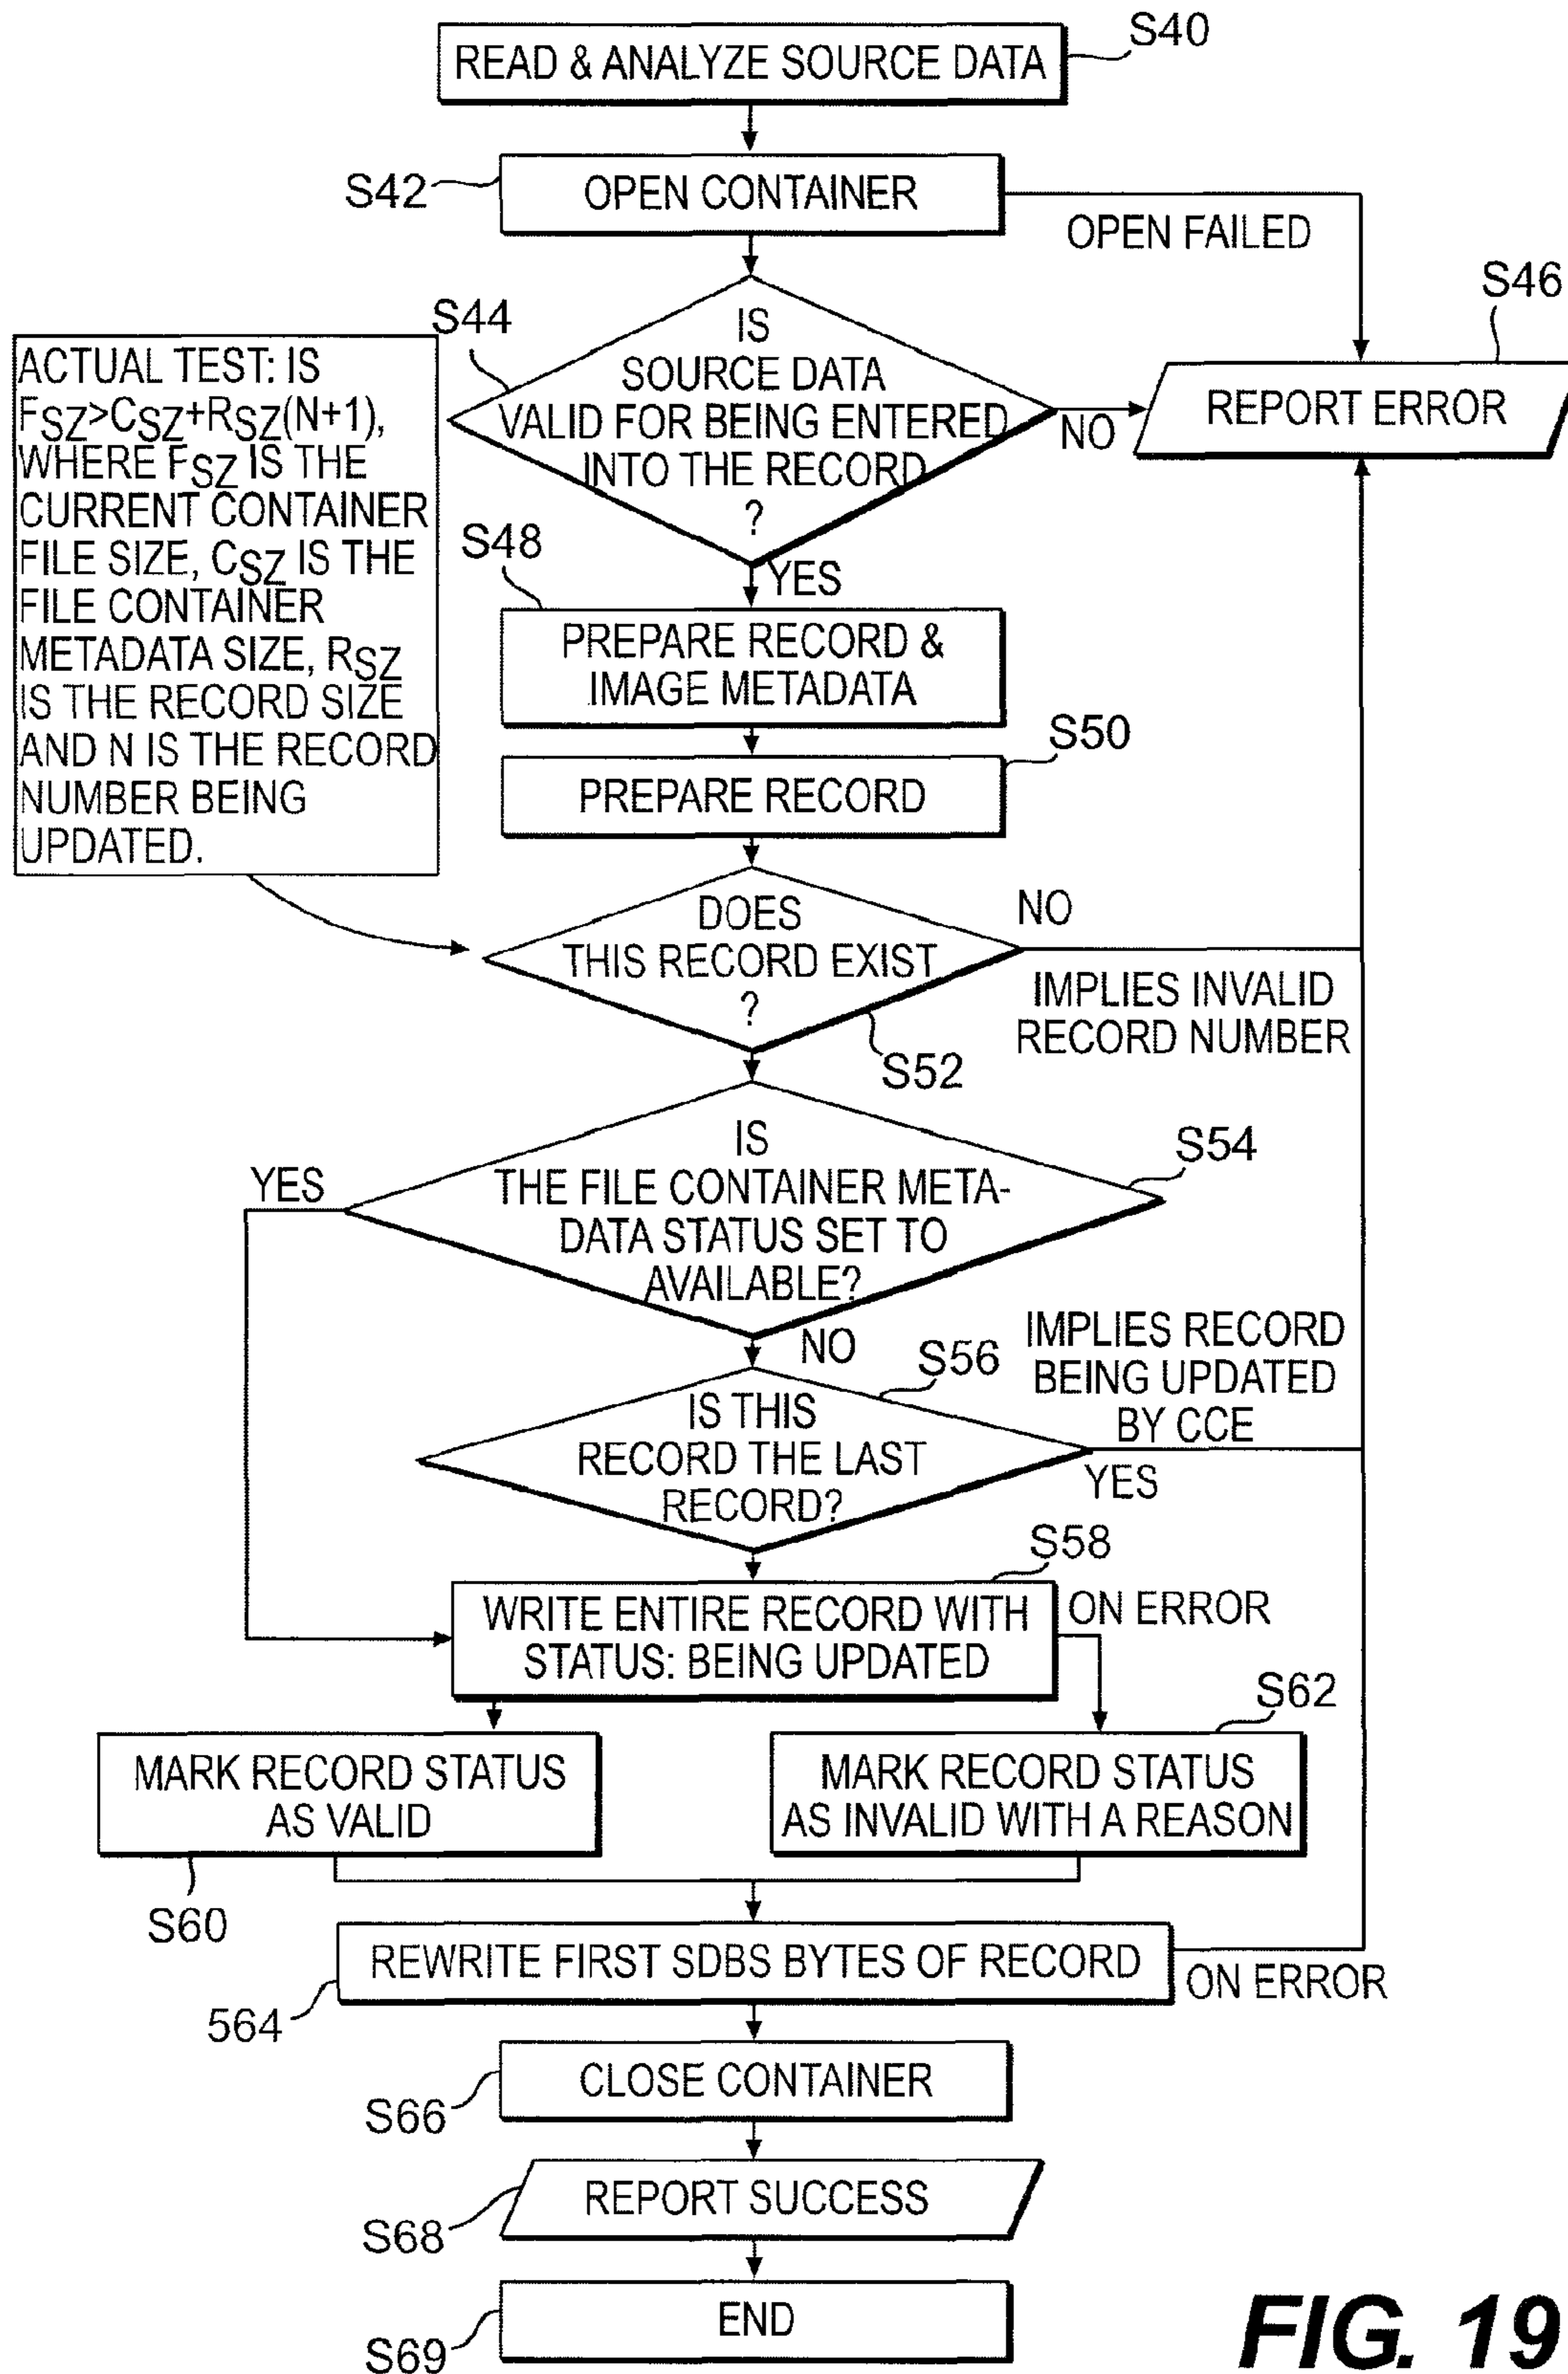 S40
READ & ANALYZE SOURCE DATA
S42
OPEN CONTAINER
OPEN FAILED
S46
REPORT ERROR
S44
IS
SOURCE DATA
VALID FOR BEING ENTERED
INTO THE RECORD
?
NO
YES
ACTUAL TEST: IS
FSZ>CSZ+RSZ(N+1),
WHERE FSZ IS THE
CURRENT CONTAINER
FILE SIZE, CSZ IS THE
FILE CONTAINER
METADATA SIZE, RSZ
IS THE RECORD SIZE
AND N IS THE RECORD
NUMBER BEING
UPDATED.
S48
PREPARE RECORD &
IMAGE METADATA
S50
PREPARE RECORD
DOES
THIS RECORD EXIST
?
NO
IMPLIES INVALID
RECORD NUMBER
S52
IS
THE FILE CONTAINER META-
DATA STATUS SET TO
AVAILABLE?
S54
YES
NO
S56
IMPLIES RECORD
BEING UPDATED
BY CCE
IS THIS
RECORD THE LAST
RECORD?
YES
S58
WRITE ENTIRE RECORD WITH
STATUS: BEING UPDATED
ON ERROR
S62
MARK RECORD STATUS
AS VALID
MARK RECORD STATUS
AS INVALID WITH A REASON
S60
REWRITE FIRST SDBS BYTES OF RECORD
ON ERROR
564
CLOSE CONTAINER
S66
REPORT SUCCESS
S68
END
S69
FIG. 19